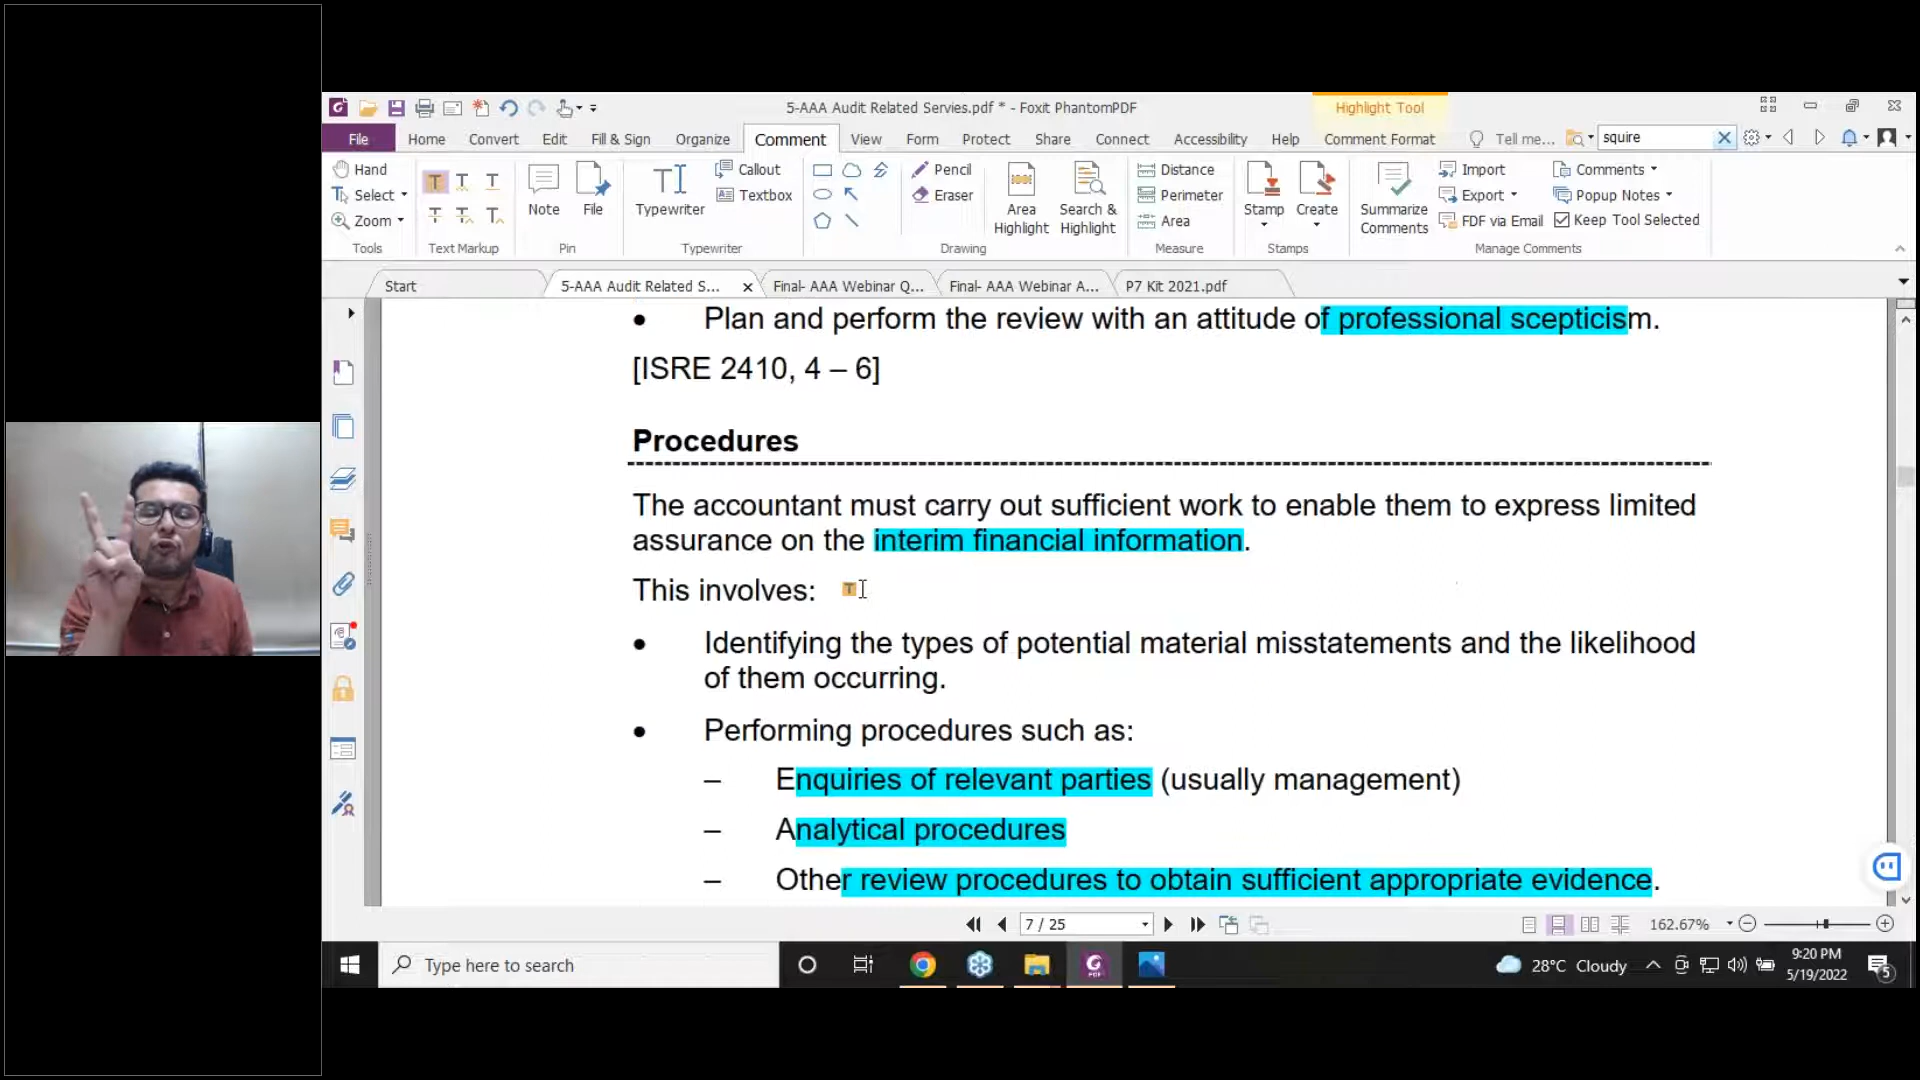 5-AAA Audit Related Servies.pdf * - Foxit PhantomPDF
Highlight Tool
File Home Convert Edit Fill & Sign Organize Comment View Form Protect Share Connect Accessibility Help Comment Format Tell me... squire
Hand
Select
Zoom
Tools
Text Markup
Note
File
Pin
Typewriter
Callout
Textbox
Typewriter
Pencil
Eraser
Area Highlight
Search & Highlight
Drawing
Distance
Perimeter
Area
Measure
Stamp
Create
Stamps
Summarize Comments
Import
Export
FDF via Email
Comments
Popup Notes
Keep Tool Selected
Manage Comments
Start
5-AAA Audit Related S...
Final- AAA Webinar Q...
Final- AAA Webinar A...
P7 Kit 2021.pdf
• Plan and perform the review with an attitude of professional scepticism.
[ISRE 2410, 4 – 6]
Procedures
The accountant must carry out sufficient work to enable them to express limited
assurance on the interim financial information.
This involves:
• Identifying the types of potential material misstatements and the likelihood
of them occurring.
• Performing procedures such as:
– Enquiries of relevant parties (usually management)
– Analytical procedures
– Other review procedures to obtain sufficient appropriate evidence.
7 / 25
162.67%
Type here to search
28°C Cloudy
9:20 PM
5/19/2022
5